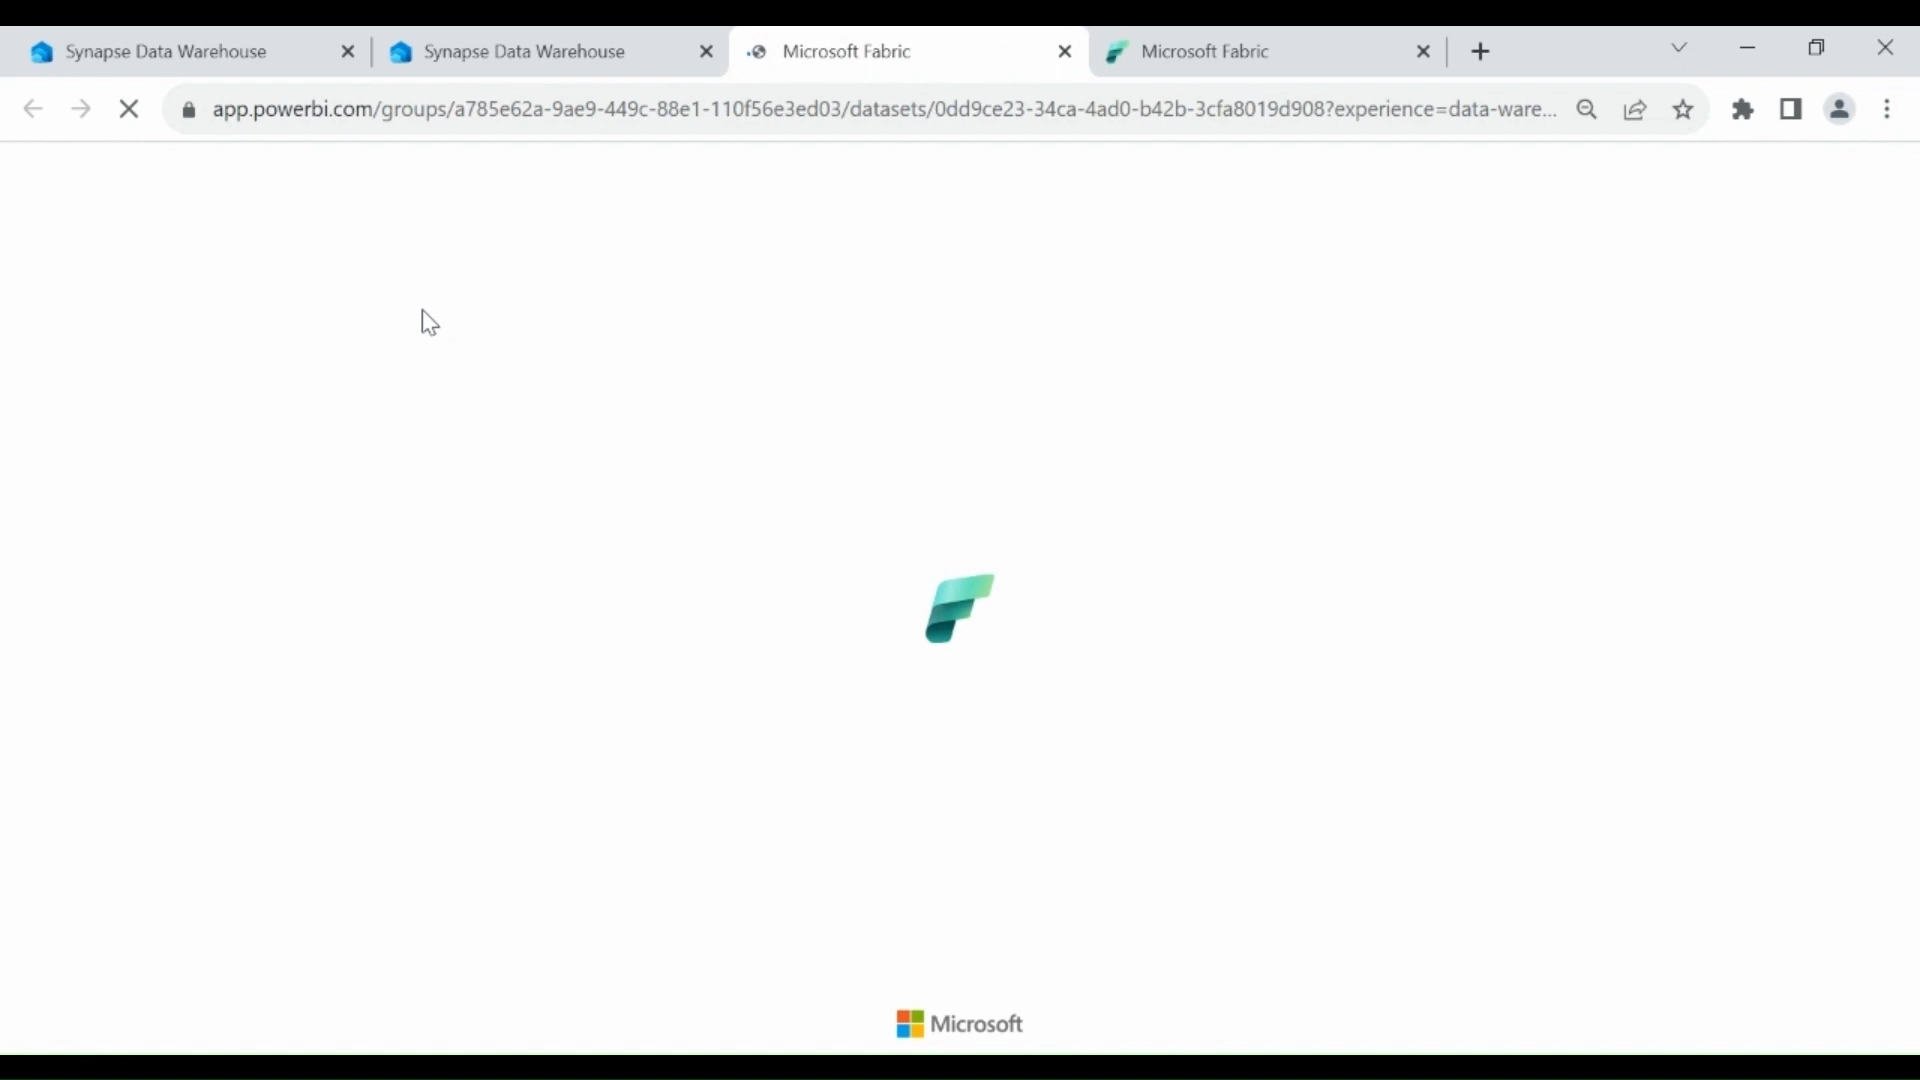 Synapse Data Warehouse
Synapse Data Warehouse
Microsoft Fabric
Microsoft Fabric
app.powerbi.com/groups/a785e62a-9ae9-449c-88e1-110f56e3ed03/datasets/0dd9ce23-34ca-4ad0-b42b-3cfa8019d908?experience=data-ware...
Microsoft